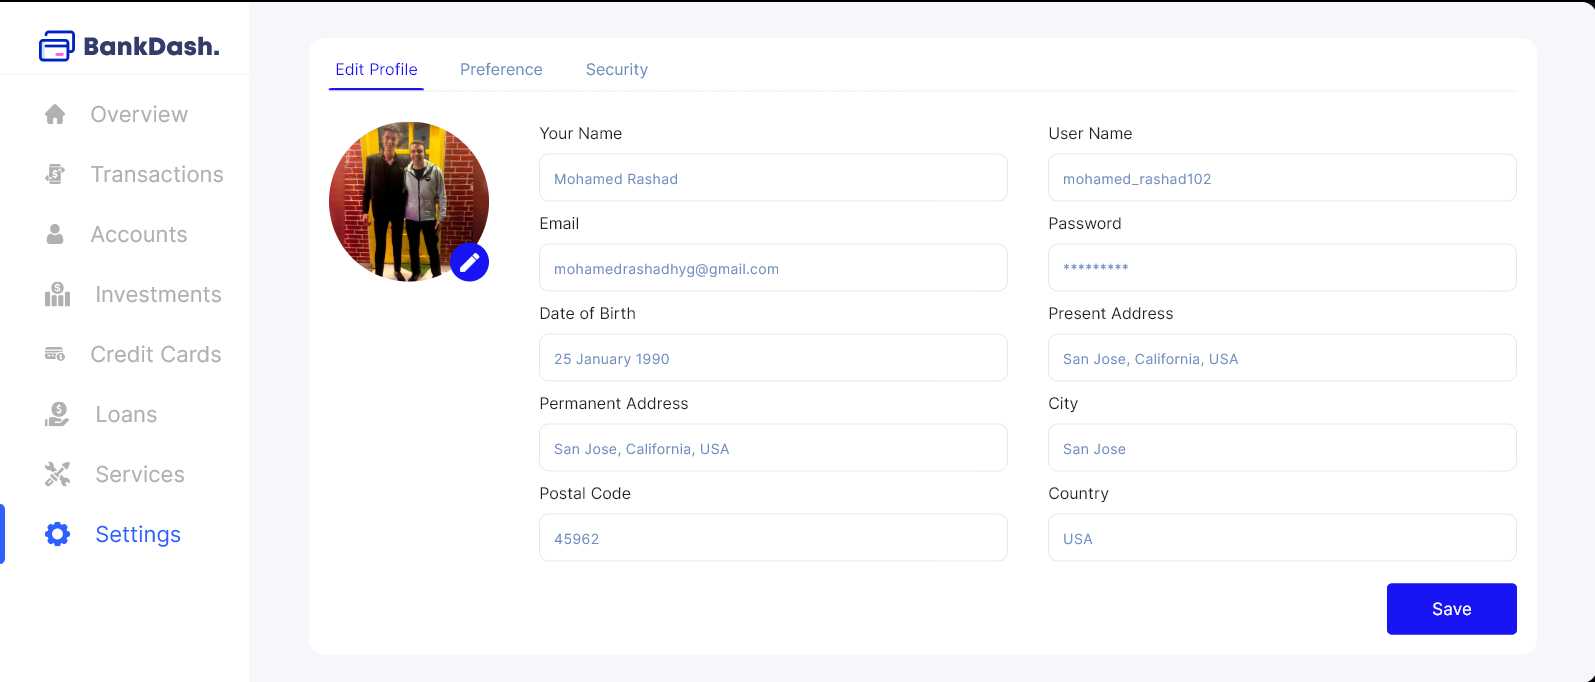 BankDash.
Overview
Transactions
Accounts
Investments
Credit Cards
Loans
Services
Settings
Edit Profile
Preference
Security
Your Name
Mohamed Rashad
User Name
mohamed_rashad102
Email
mohamedrashadhyg@gmail.com
Password
*********
Date of Birth
25 January 1990
Present Address
San Jose, California, USA
Permanent Address
San Jose, California, USA
City
San Jose
Postal Code
45962
Country
USA
Save